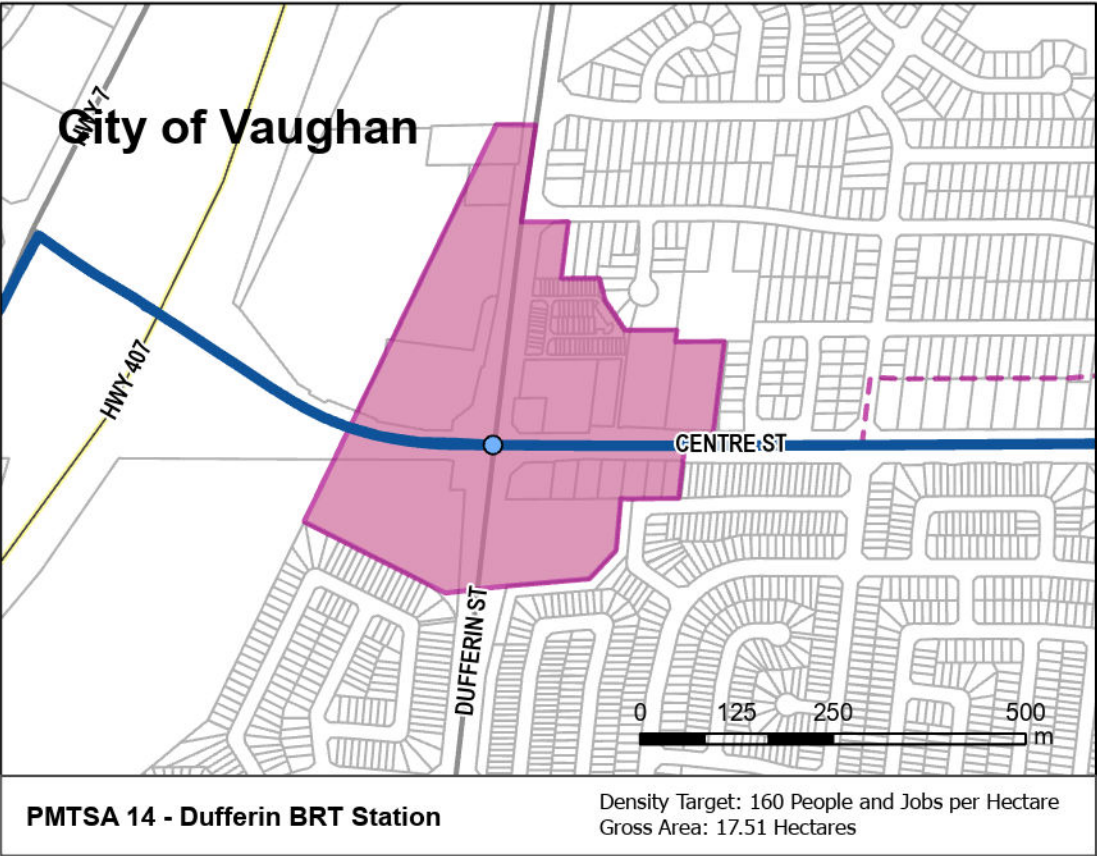 HWY 7
City of Vaughan
HWY 407
CENTRE ST
DUFFERIN ST
0 125 250 500
m
PMTSA 14 - Dufferin BRT Station
Density Target: 160 People and Jobs per Hectare
Gross Area: 17.51 Hectares